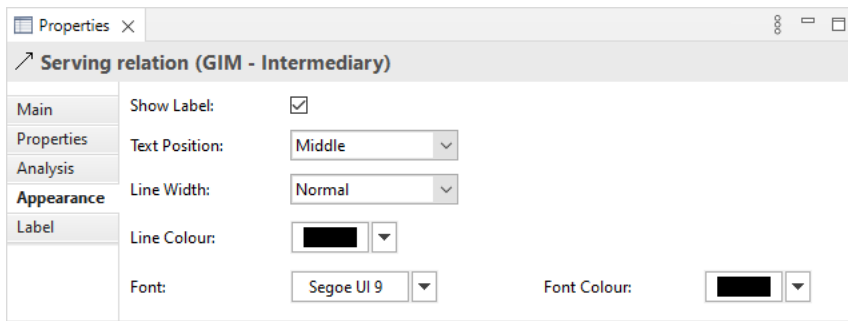 Properties
Serving relation (GIM - Intermediary)
Main
Properties
Analysis
Appearance
Label
Show Label:
Text Position: Middle
Line Width: Normal
Line Colour:
Font: Segoe UI 9 Font Colour: